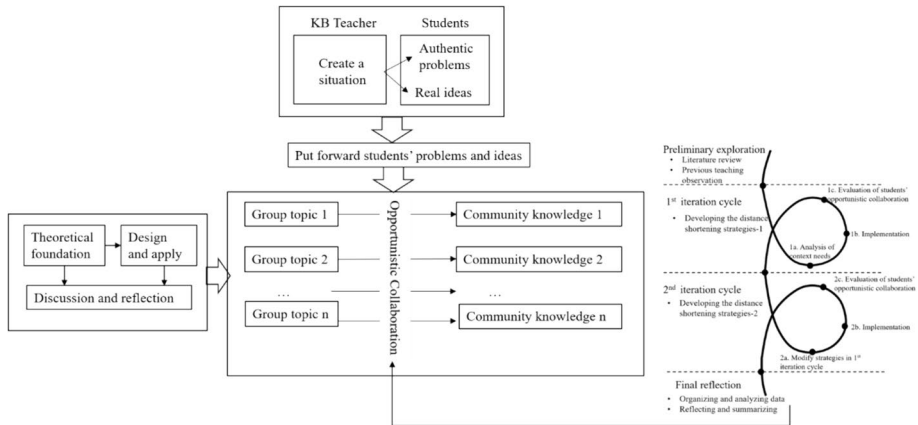 KB Teacher
Students
Create a
situation
Authentic
problems
Real ideas
Put forward students' problems and ideas
Theoretical
foundation
Design
and apply
Discussion and reflection
Group topic 1
Group topic 2
...
Group topic n
Opportunistic Collaboration
Community knowledge 1
Community knowledge 2
...
Community knowledge n
Preliminary exploration
• Literature review
• Previous teaching
observation
1st iteration cycle
• Developing the distance
shortening strategies-1
1c. Evaluation of students'
opportunistic collaboration
1b. Implementation
1a. Analysis of
context needs
2nd iteration cycle
• Developing the distance
shortening strategies-2
2c. Evaluation of students'
opportunistic collaboration
2b. Implementation
2a. Modify strategies in 1st
iteration cycle
Final reflection
• Organizing and analyzing data
• Reflecting and summarizing